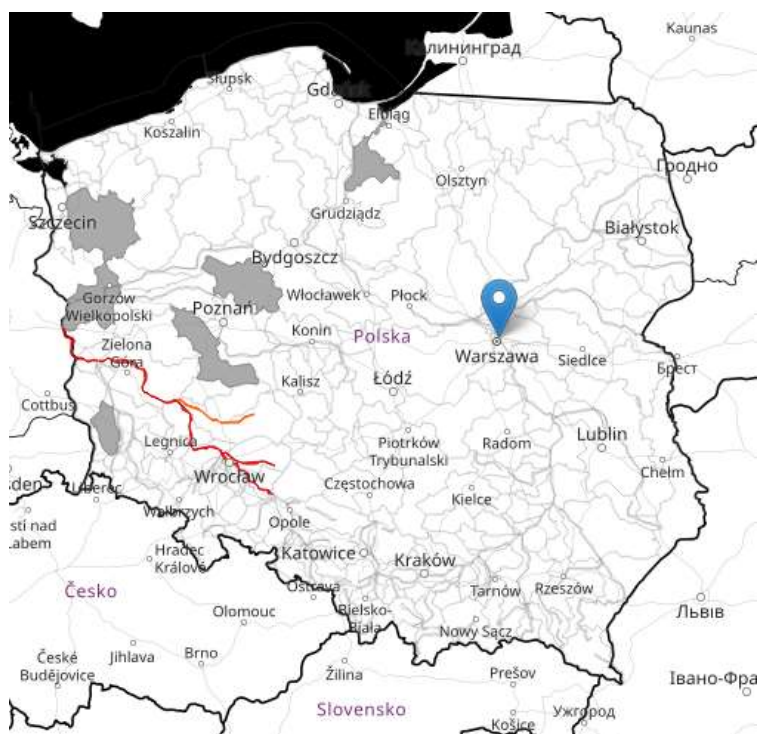 Калининград
Kaunas
Słupsk
Gdańsk
Koszalin
Elbląg
Гродно
Olsztyn
Grudziądz
Szczecin
Białystok
Bydgoszcz
Gorzów
Wielkopolski
Włocławek
Płock
Poznań
Konin
Polska
Warszawa
Siedlce
Брест
Zielona
Góra
Kalisz
Łódź
Cottbus
Piotrków
Trybunalski
Radom
Lublin
Legnica
Wrocław
Chełm
Częstochowa
Kielce
den
Liberec
Wałbrzych
Opole
stí nad
Labem
Hradec
Králové
Katowice
Kraków
Ostrava
Tarnów
Rzeszów
Česko
Bielsko-
Biała
Львів
Olomouc
Nowy Sącz
Jihlava
Brno
České
Budějovice
Žilina
Prešov
Івано-Фра
Slovensko
Košice
Ужгород